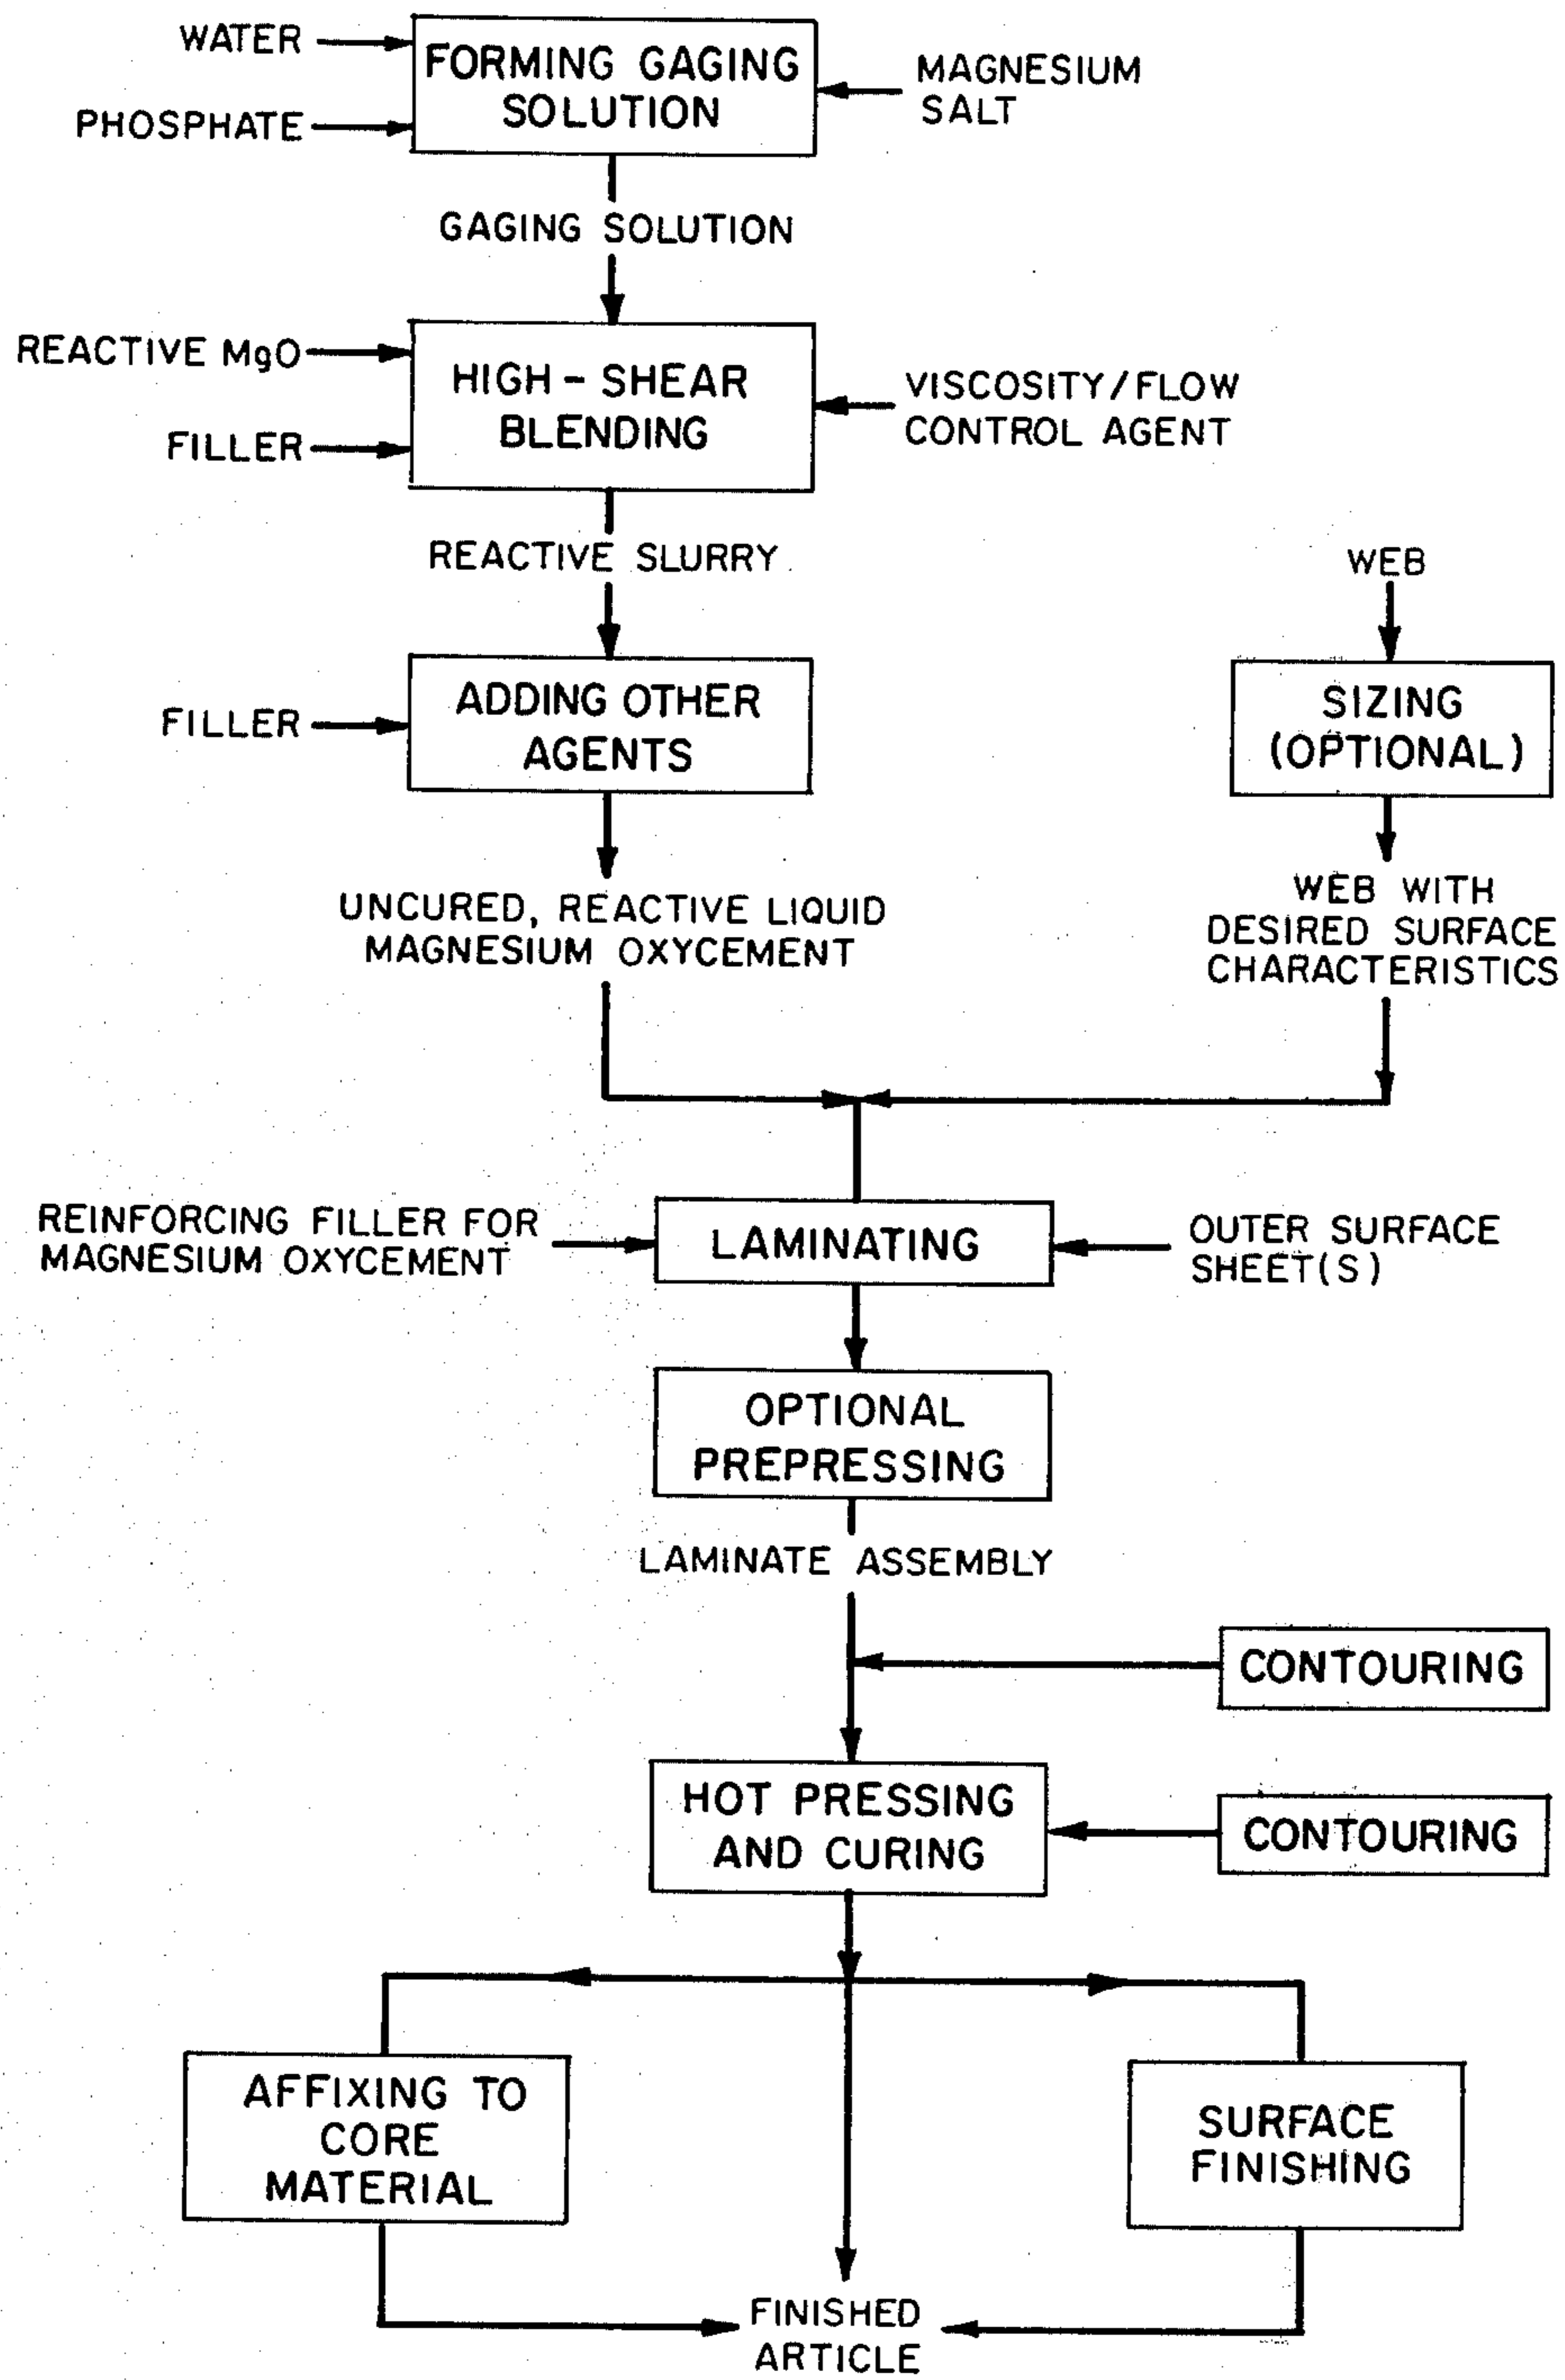 WATER
FORMING GAGING
SOLUTION
MAGNESIUM
SALT
PHOSPHATE
GAGING SOLUTION
REACTIVE MgO
HIGH - SHEAR
BLENDING
VISCOSITY/FLOW
CONTROL AGENT
FILLER
REACTIVE SLURRY
WEB
FILLER
ADDING OTHER
AGENTS
SIZING
(OPTIONAL)
UNCURED, REACTIVE LIQUID
MAGNESIUM OXYCEMENT
WEB WITH
DESIRED SURFACE
CHARACTERISTICS
REINFORCING FILLER FOR
MAGNESIUM OXYCEMENT
LAMINATING
OUTER SURFACE
SHEET(S)
OPTIONAL
PREPRESSING
LAMINATE ASSEMBLY
CONTOURING
HOT PRESSING
AND CURING
CONTOURING
AFFIXING TO
CORE
MATERIAL
SURFACE
FINISHING
FINISHED
ARTICLE